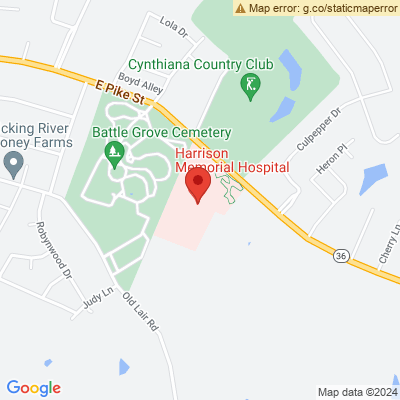 Map error: g.co/staticmaperror
Lola Dr
Cynthiana Country Club
Boyd Alley
E Pike St
Culpepper Dr
Battle Grove Cemetery
cking River
oney Farms
Harrison
Memorial Hospital
Heron Pl
Robynwood Dr
Cherry Ln
36
Judy Ln
Old Lair Rd
Google
Map data ©2024